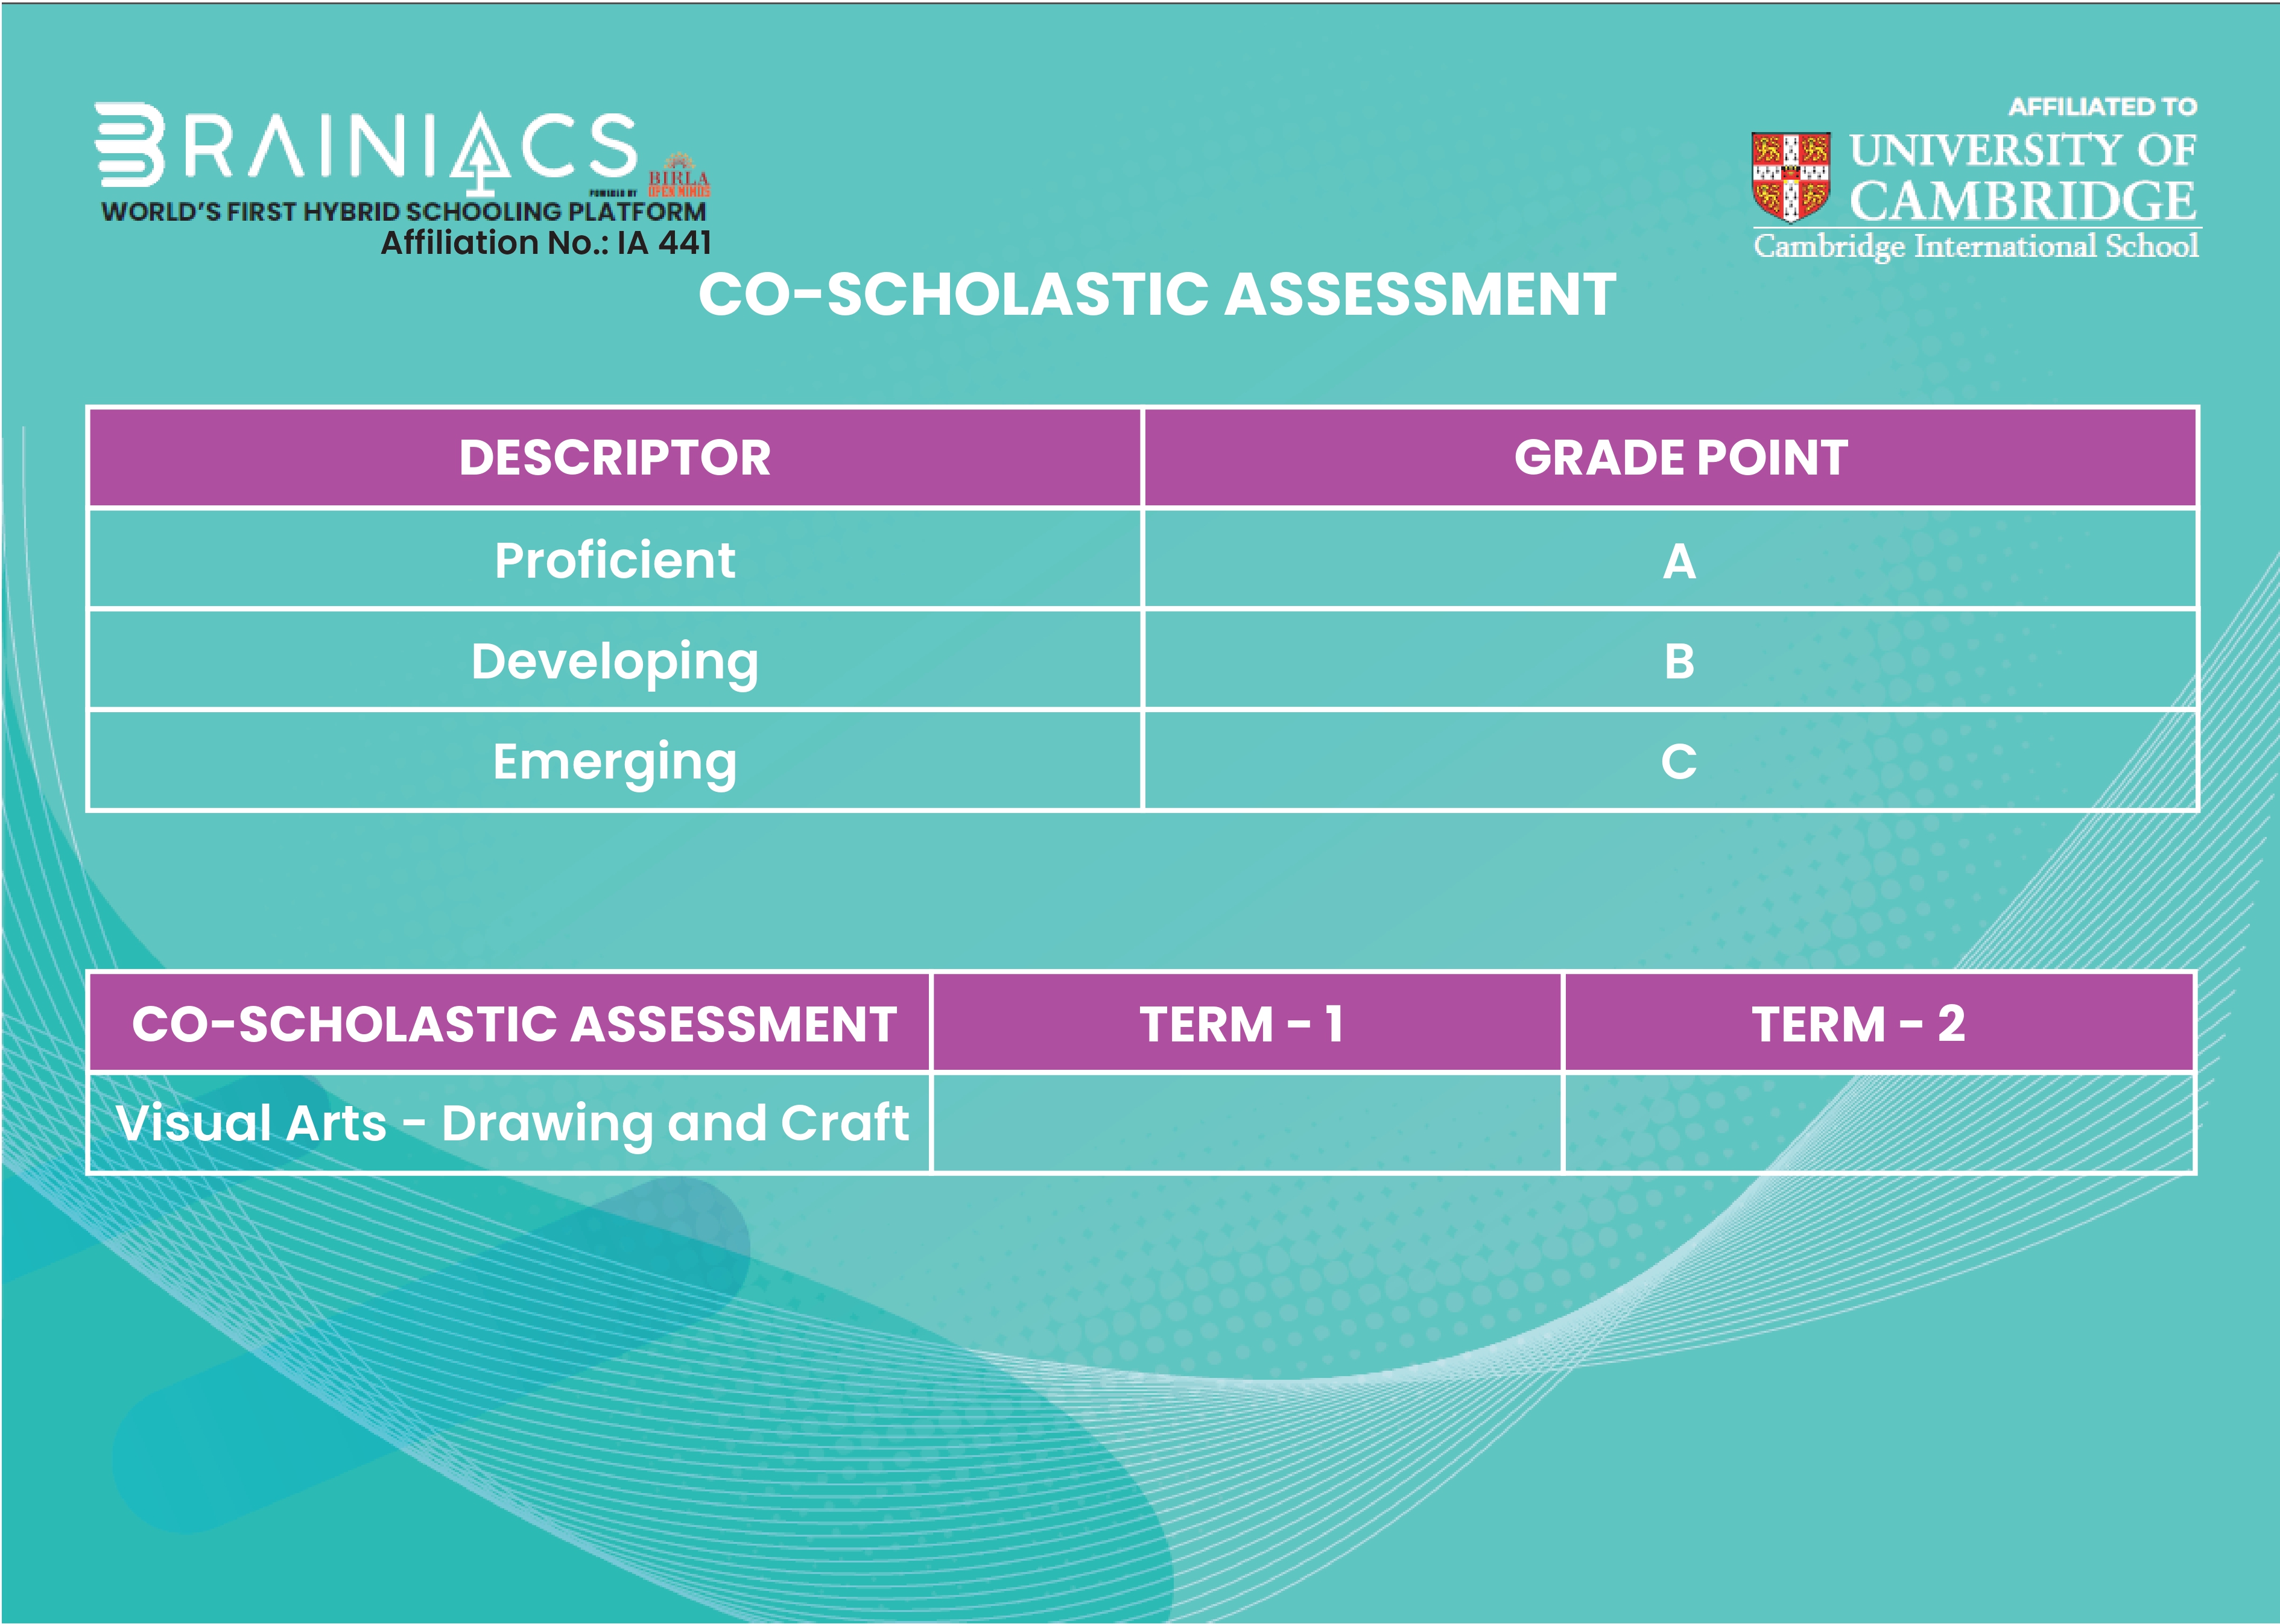 BRAINIACS
POWERED BY BIRLA
OPEN MINDS
WORLD'S FIRST HYBRID SCHOOLING PLATFORM
Affiliation No.: IA 441
AFFILIATED TO
UNIVERSITY OF
CAMBRIDGE
Cambridge International School
CO-SCHOLASTIC ASSESSMENT
DESCRIPTOR GRADE POINT
Proficient A
Developing B
Emerging C
CO-SCHOLASTIC ASSESSMENT TERM - 1 TERM - 2
Visual Arts - Drawing and Craft